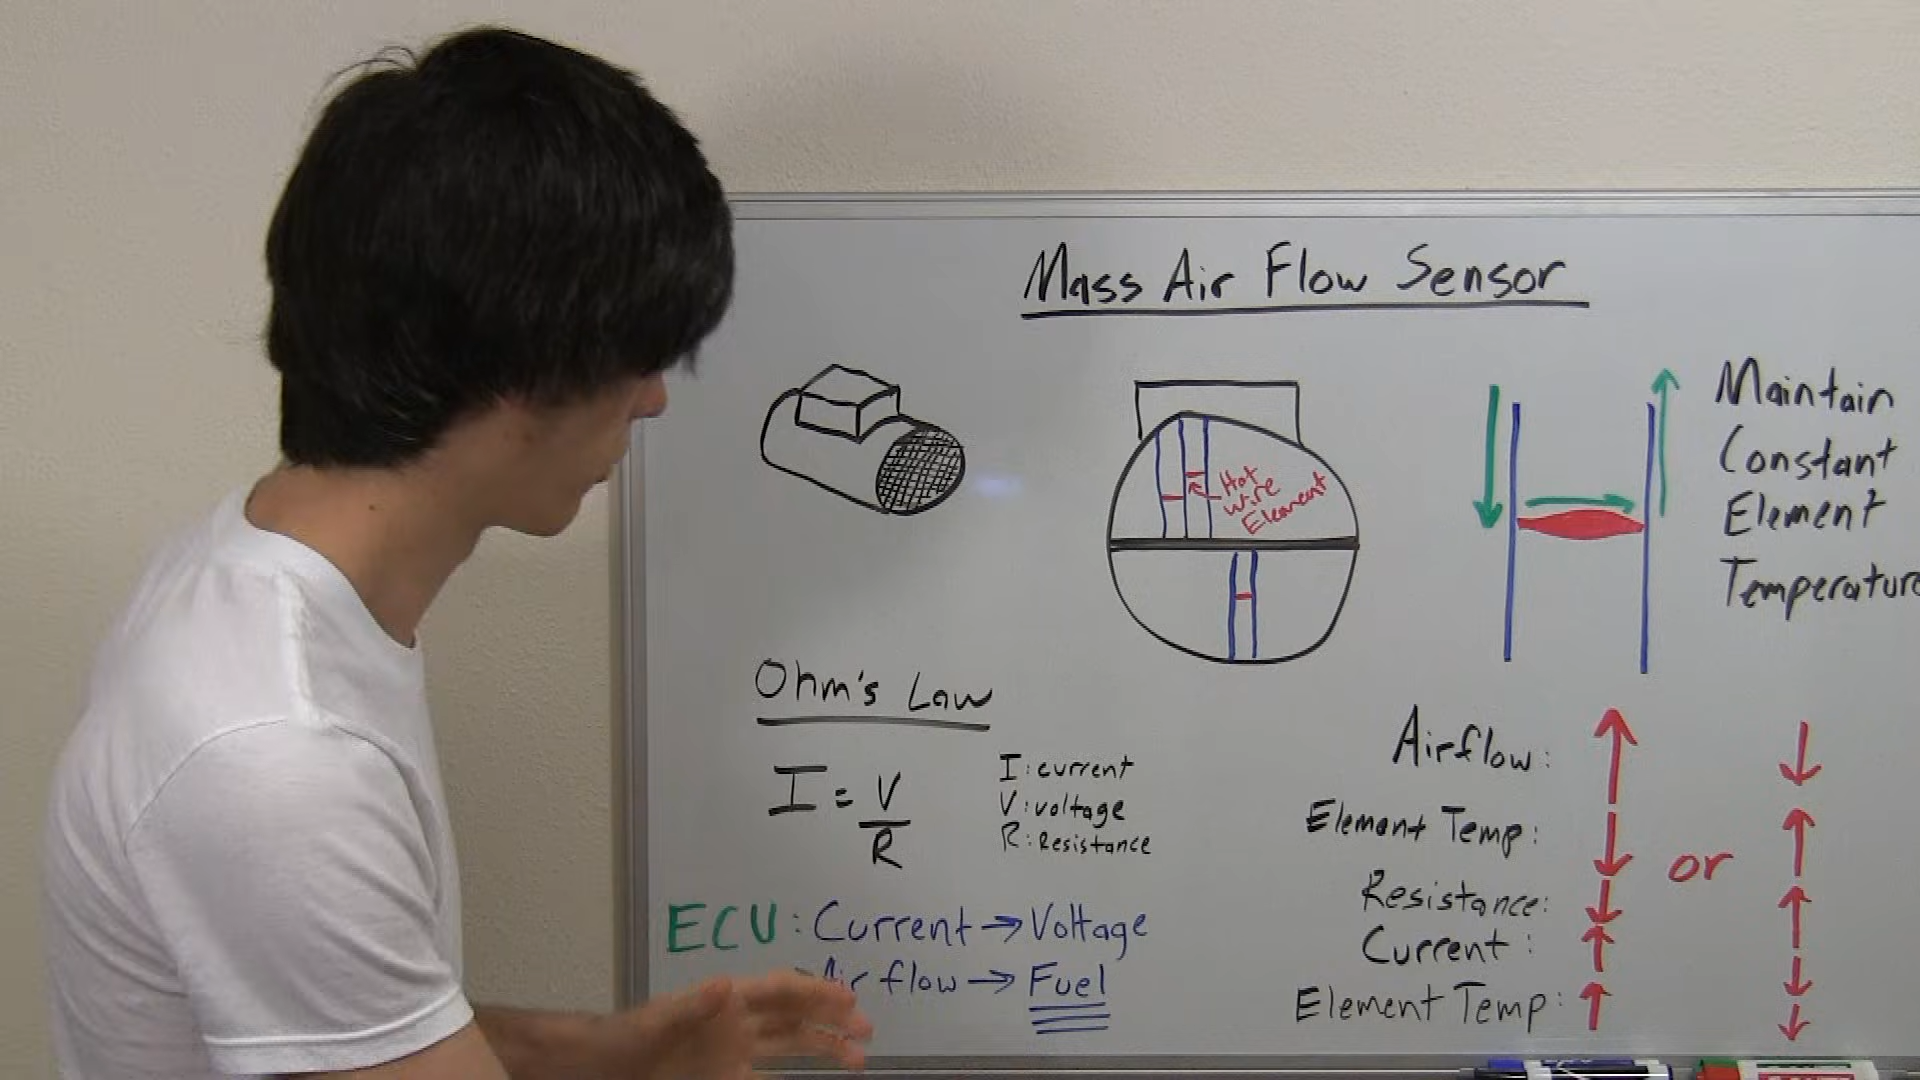 Mass Air Flow Sensor
Hot
Wire
Element
Maintain
Constant
Element
Temperature
Ohm's Law
I = V
R
I: current
V: voltage
R: Resistance
ECU: Current → Voltage
Air flow → Fuel
Airflow: ↑ ↓
Element Temp: ↓ or ↑
Resistance: ↓ ↑
Current: ↑ ↓
Element Temp: ↑ ↓